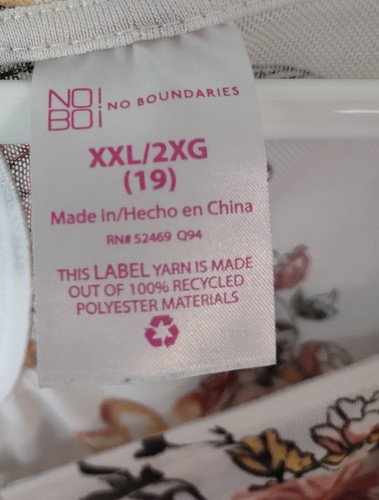 NO!
BO!
NO BOUNDARIES
XXL/2XG
(19)
Made in/Hecho en China
RN# 52469 Q94
THIS LABEL YARN IS MADE
OUT OF 100% RECYCLED
POLYESTER MATERIALS